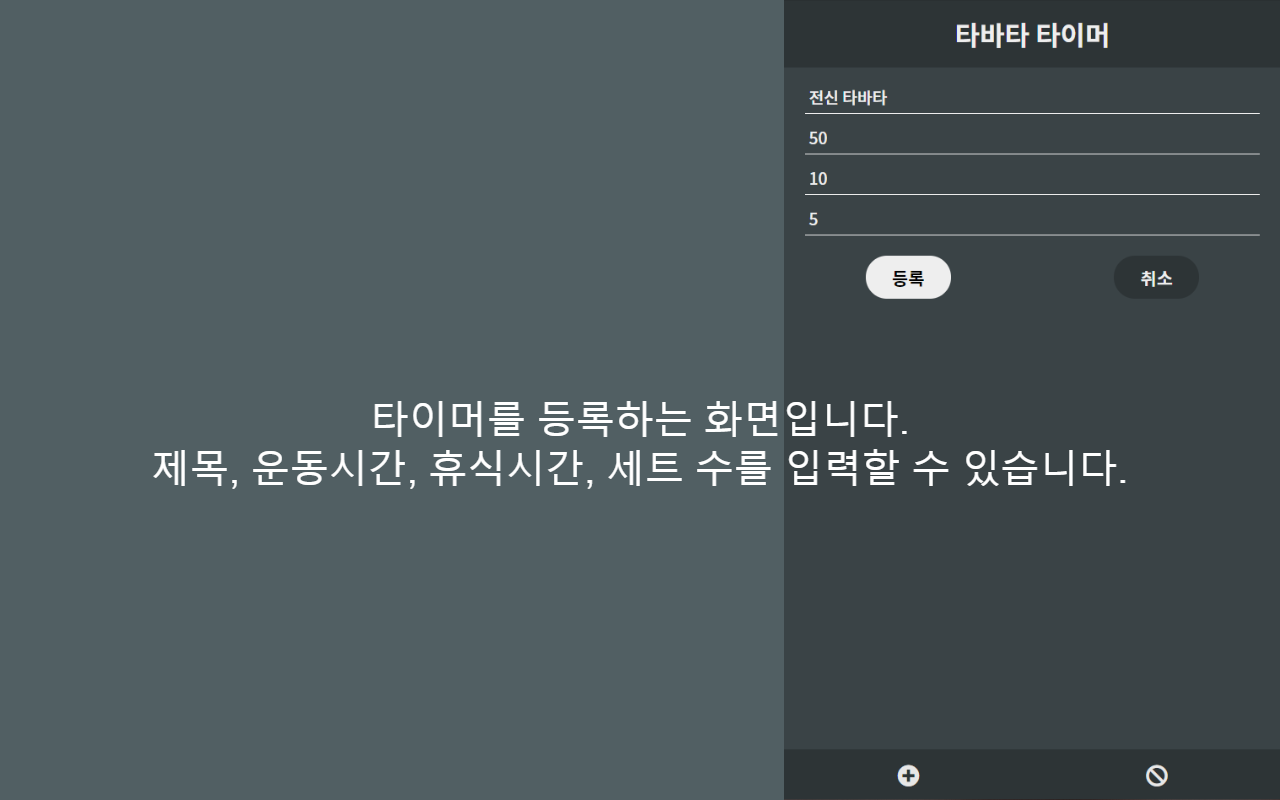 타바타 타이머
전신 타바타
50
10
5
등록
취소
타이머를 등록하는 화면입니다.
제목, 운동시간, 휴식시간, 세트 수를 입력할 수 있습니다.